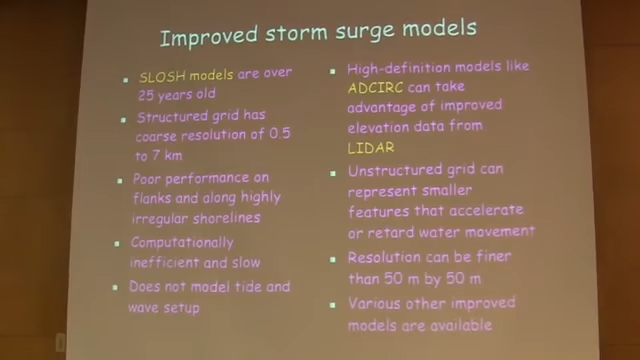 Improved storm surge models
SLOSH models are over
25 years old
Structured grid has
coarse resolution of 0.5
to 7 km
Poor performance on
flanks and along highly
irregular shorelines
Computationally
inefficient and slow
Does not model tide and
wave setup
High-definition models like
ADCIRC can take
advantage of improved
elevation data from
LIDAR
Unstructured grid can
represent smaller
features that accelerate
or retard water movement
Resolution can be finer
than 50 m by 50 m
Various other improved
models are available